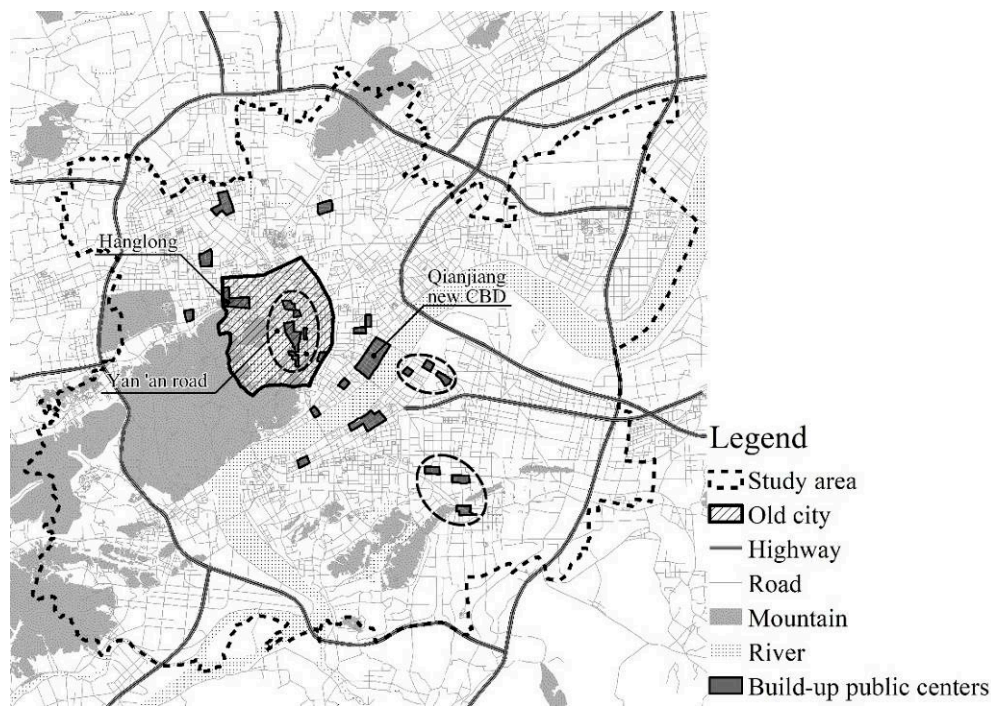 Hanglong
Qianjiang
new CBD
Yan 'an road
Legend
Study area
Old city
Highway
Road
Mountain
River
Build-up public centers